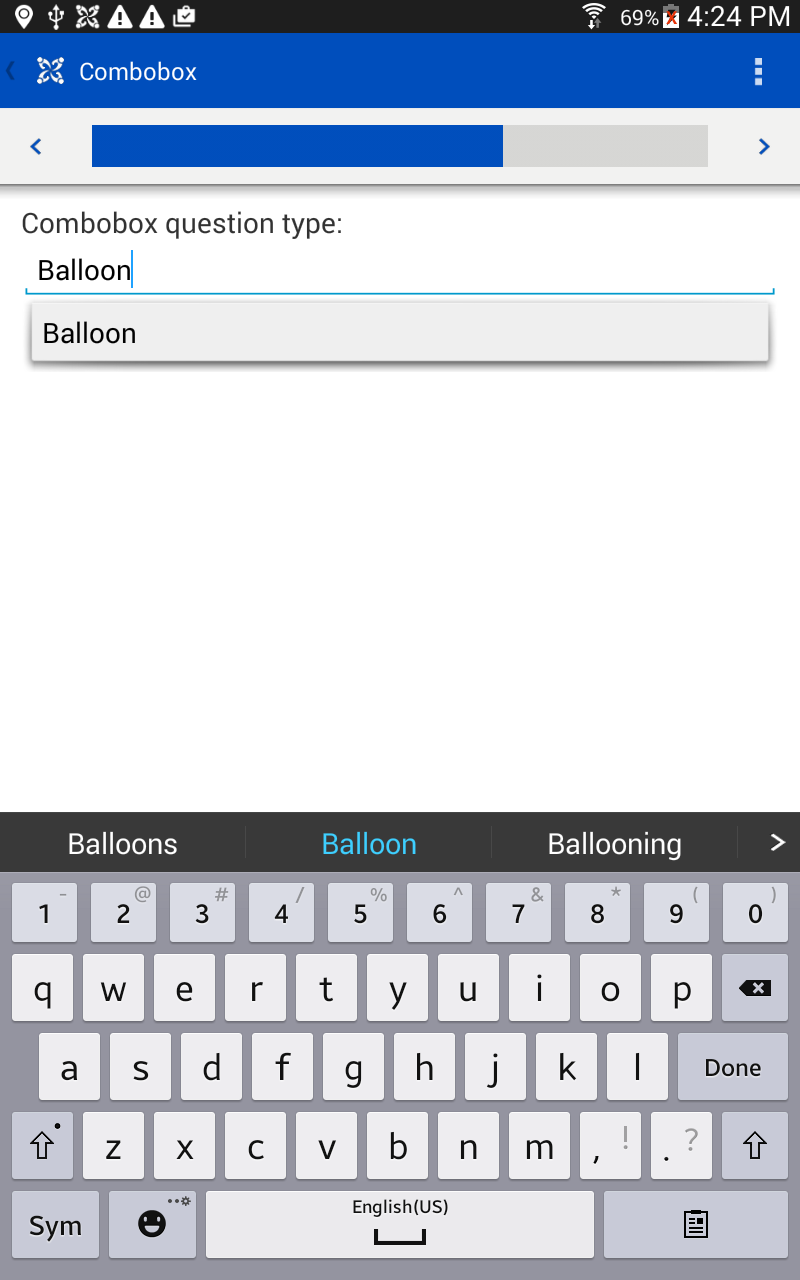 69% 4:24 PM
Combobox
Combobox question type:
Balloon
Balloon
Balloons Balloon Ballooning
1 - 2 @ 3 # 4 / 5 % 6 ^ 7 & 8 * 9 ( 0 )
q w e r t y u i o p
a s d f g h j k l Done
z x c v b n m , ! . ?
Sym English(US)